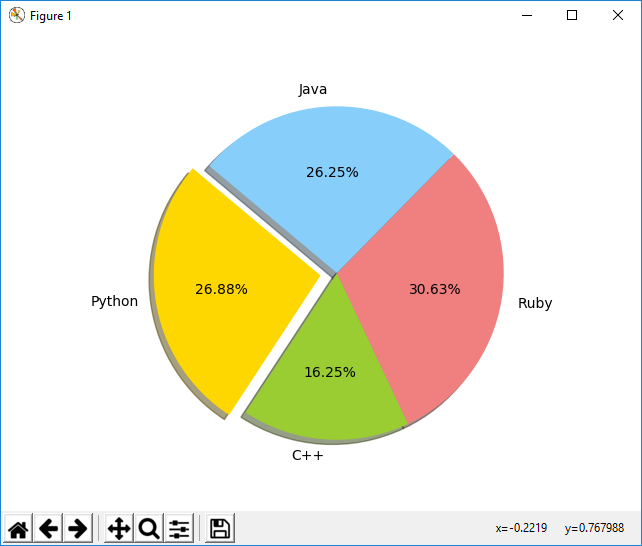 Figure 1
Java
26.25%
26.88%
30.63%
Python
Ruby
16.25%
C++
x=-0.2219 y=0.767988